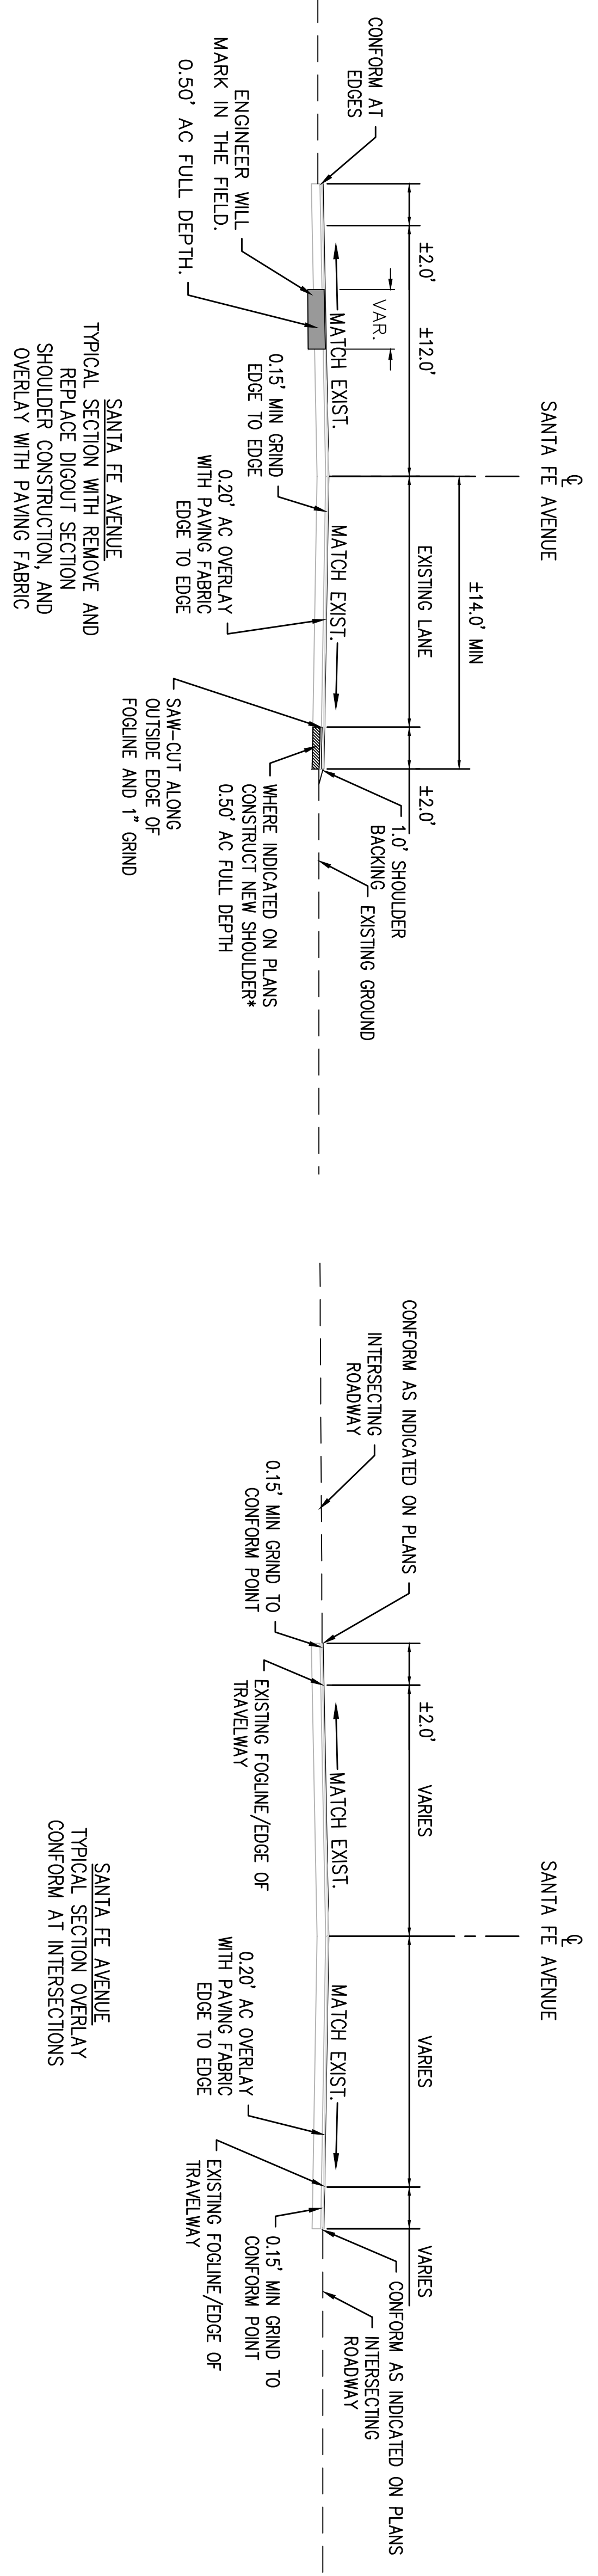 ℄
SANTA FE AVENUE
±14.0' MIN
±2.0'
±12.0'
EXISTING LANE
±2.0'
CONFORM AT
EDGES
VAR.
MATCH EXIST.
MATCH EXIST.
1.0' SHOULDER
BACKING
EXISTING GROUND
ENGINEER WILL
MARK IN THE FIELD.
0.50' AC FULL DEPTH.
0.15' MIN GRIND
EDGE TO EDGE
0.20' AC OVERLAY
WITH PAVING FABRIC
EDGE TO EDGE
WHERE INDICATED ON PLANS
CONSTRUCT NEW SHOULDER*
0.50' AC FULL DEPTH
SAW-CUT ALONG
OUTSIDE EDGE OF
FOGLINE AND 1" GRIND
SANTA FE AVENUE
TYPICAL SECTION WITH REMOVE AND
REPLACE DIGOUT SECTION
SHOULDER CONSTRUCTION, AND
OVERLAY WITH PAVING FABRIC
℄
SANTA FE AVENUE
±2.0'
VARIES
VARIES
VARIES
CONFORM AS INDICATED ON PLANS
INTERSECTING
ROADWAY
MATCH EXIST.
MATCH EXIST.
CONFORM AS INDICATED ON PLANS
INTERSECTING
ROADWAY
0.15' MIN GRIND TO
CONFORM POINT
EXISTING FOGLINE/EDGE OF
TRAVELWAY
0.20' AC OVERLAY
WITH PAVING FABRIC
EDGE TO EDGE
0.15' MIN GRIND TO
CONFORM POINT
EXISTING FOGLINE/EDGE OF
TRAVELWAY
SANTA FE AVENUE
TYPICAL SECTION OVERLAY
CONFORM AT INTERSECTIONS